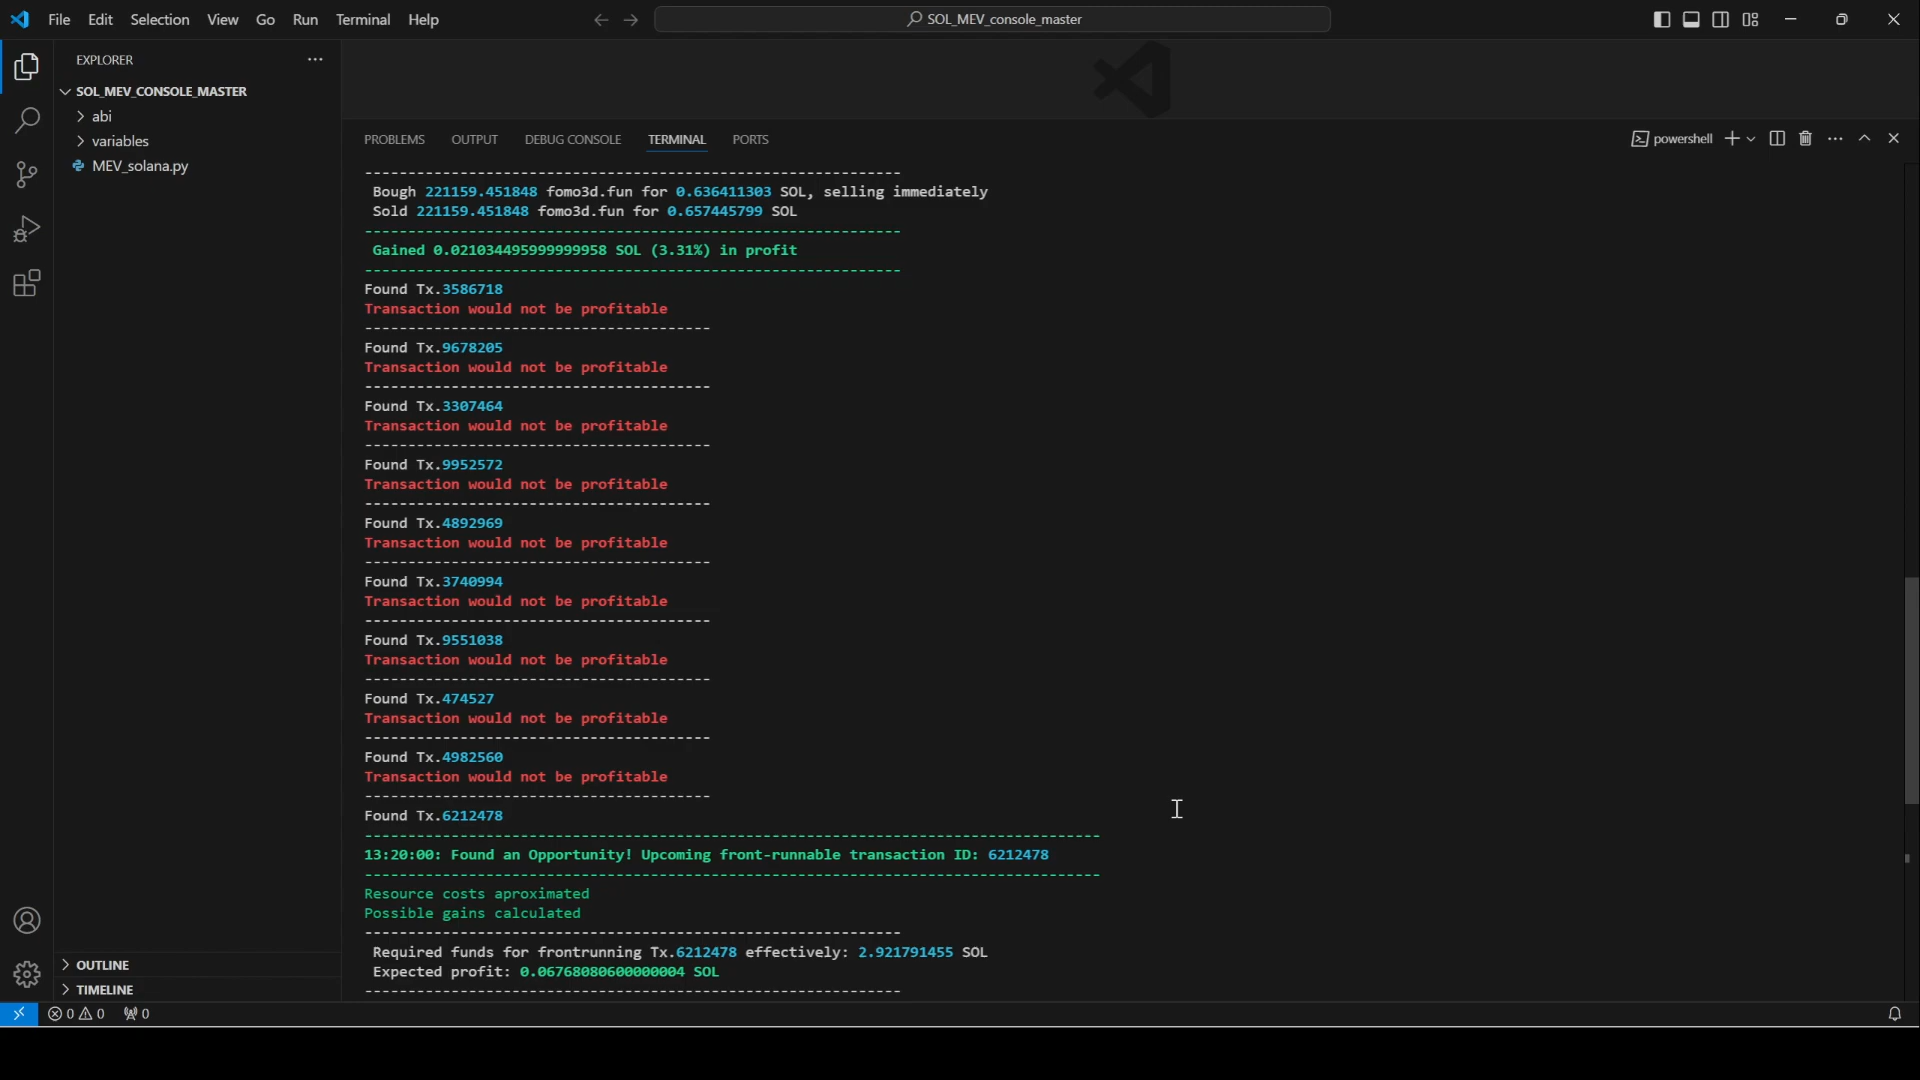 File Edit Selection View Go Run Terminal Help
SOL_MEV_console_master
EXPLORER
SOL_MEV_CONSOLE_MASTER
abi
variables
MEV_solana.py
OUTLINE
TIMELINE
PROBLEMS OUTPUT DEBUG CONSOLE TERMINAL PORTS
powershell
---------------------------------------------------------------
Bough 221159.451848 fomo3d.fun for 0.636411303 SOL, selling immediately
Sold 221159.451848 fomo3d.fun for 0.657445799 SOL
---------------------------------------------------------------
Gained 0.021034495999999958 SOL (3.31%) in profit
---------------------------------------------------------------
Found Tx.3586718
Transaction would not be profitable
----------------------------------------
Found Tx.9678205
Transaction would not be profitable
----------------------------------------
Found Tx.3307464
Transaction would not be profitable
----------------------------------------
Found Tx.9952572
Transaction would not be profitable
----------------------------------------
Found Tx.4892969
Transaction would not be profitable
----------------------------------------
Found Tx.3740994
Transaction would not be profitable
----------------------------------------
Found Tx.9551038
Transaction would not be profitable
----------------------------------------
Found Tx.474527
Transaction would not be profitable
----------------------------------------
Found Tx.4982560
Transaction would not be profitable
----------------------------------------
Found Tx.6212478
-------------------------------------------------------------------------------------
13:20:00: Found an Opportunity! Upcoming front-runnable transaction ID: 6212478
-------------------------------------------------------------------------------------
Resource costs aproximated
Possible gains calculated
---------------------------------------------------------------
Required funds for frontrunning Tx.6212478 effectively: 2.921791455 SOL
Expected profit: 0.06768080600000004 SOL
---------------------------------------------------------------
0 0 0